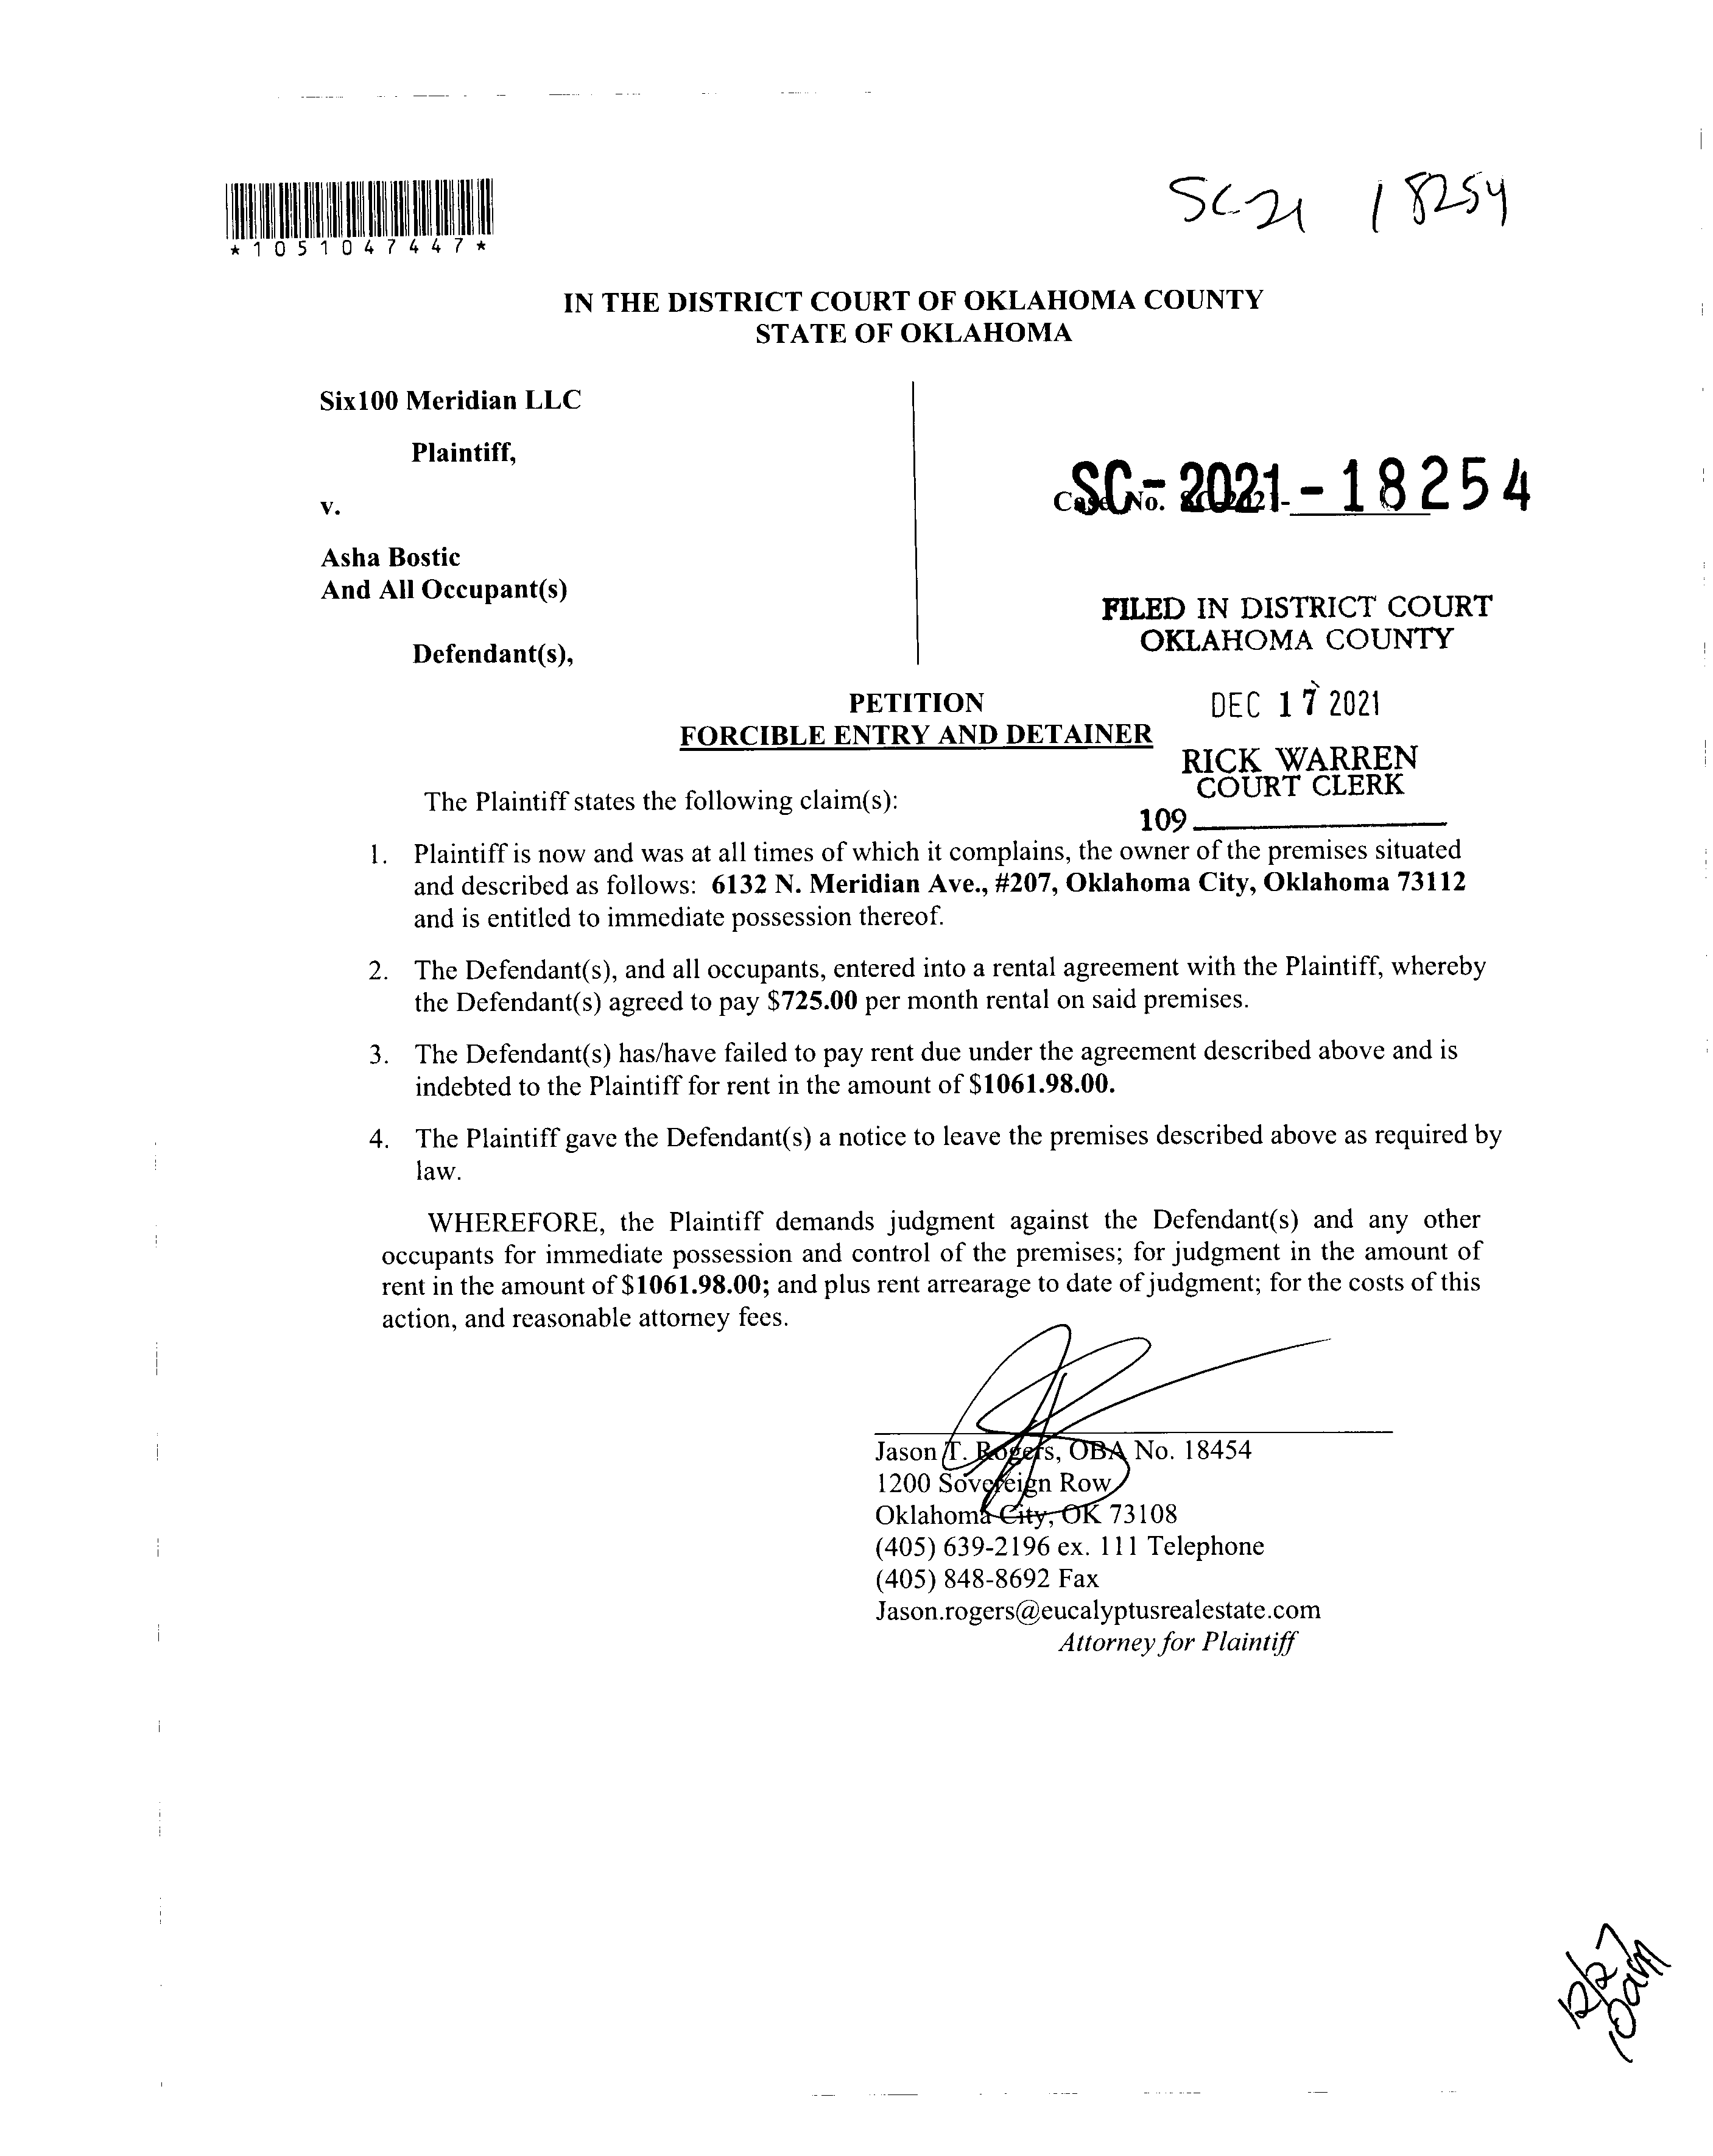 SC-21 18254
*1051047447*
IN THE DISTRICT COURT OF OKLAHOMA COUNTY
STATE OF OKLAHOMA
Six100 Meridian LLC
Plaintiff,
v.
Asha Bostic
And All Occupant(s)
Defendant(s),
Case No. SC-2021-
SC-2021-18254
FILED IN DISTRICT COURT
OKLAHOMA COUNTY
DEC 17 2021
RICK WARREN
COURT CLERK
109
PETITION
FORCIBLE ENTRY AND DETAINER
The Plaintiff states the following claim(s):
1. Plaintiff is now and was at all times of which it complains, the owner of the premises situated
and described as follows: 6132 N. Meridian Ave., #207, Oklahoma City, Oklahoma 73112
and is entitled to immediate possession thereof.
2. The Defendant(s), and all occupants, entered into a rental agreement with the Plaintiff, whereby
the Defendant(s) agreed to pay $725.00 per month rental on said premises.
3. The Defendant(s) has/have failed to pay rent due under the agreement described above and is
indebted to the Plaintiff for rent in the amount of $1061.98.00.
4. The Plaintiff gave the Defendant(s) a notice to leave the premises described above as required by
law.
WHEREFORE, the Plaintiff demands judgment against the Defendant(s) and any other
occupants for immediate possession and control of the premises; for judgment in the amount of
rent in the amount of $1061.98.00; and plus rent arrearage to date of judgment; for the costs of this
action, and reasonable attorney fees.
Jason T. Rogers, OBA No. 18454
1200 Sovereign Row
Oklahoma City, OK 73108
(405) 639-2196 ex. 111 Telephone
(405) 848-8692 Fax
Jason.rogers@eucalyptusrealestate.com
Attorney for Plaintiff
12/27
10am